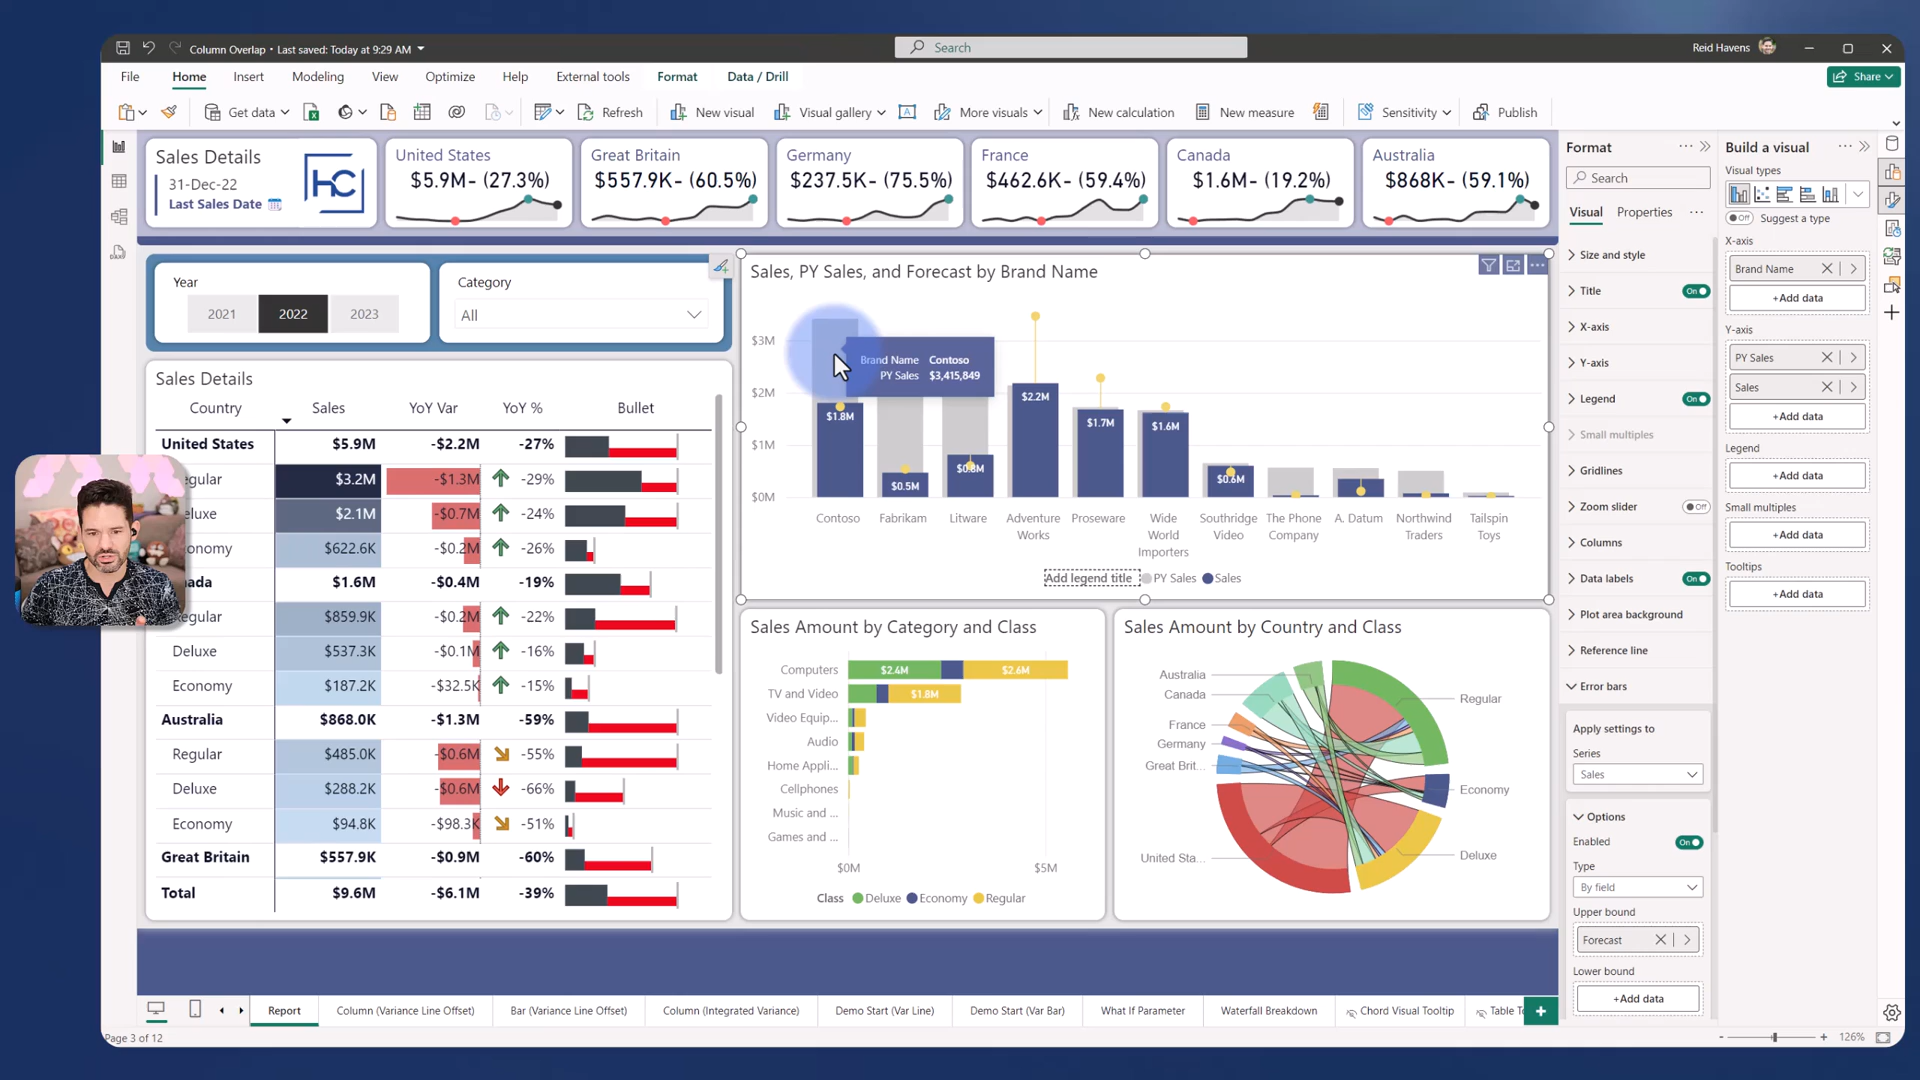 Column Overlap • Last saved: Today at 9:29 AM
Search
Reid Havens
File Home Insert Modeling View Optimize Help External tools Format Data / Drill
Share
Get data Refresh New visual Visual gallery More visuals New calculation New measure Sensitivity Publish
Sales Details
31-Dec-22
Last Sales Date
HC
United States
$5.9M- (27.3%)
Great Britain
$557.9K- (60.5%)
Germany
$237.5K- (75.5%)
France
$462.6K- (59.4%)
Canada
$1.6M- (19.2%)
Australia
$868K- (59.1%)
Year
2021 2022 2023
Category
All
Sales Details
Country Sales YoY Var YoY % Bullet
United States $5.9M -$2.2M -27%
egular $3.2M -$1.3M -29%
eluxe $2.1M -$0.7M -24%
conomy $622.6K -$0.2M -26%
ada $1.6M -$0.4M -19%
egular $859.9K -$0.2M -22%
Deluxe $537.3K -$0.1M -16%
Economy $187.2K -$32.5K -15%
Australia $868.0K -$1.3M -59%
Regular $485.0K -$0.6M -55%
Deluxe $288.2K -$0.6M -66%
Economy $94.8K -$98.3K -51%
Great Britain $557.9K -$0.9M -60%
Total $9.6M -$6.1M -39%
Sales, PY Sales, and Forecast by Brand Name
$3M
$2M
$1M
$0M
Brand Name Contoso
PY Sales $3,415,849
$1.8M $0.5M $0.8M $2.2M $1.7M $1.6M $0.6M
Contoso Fabrikam Litware Adventure Works Proseware Wide World Importers Southridge Video The Phone Company A. Datum Northwind Traders Tailspin Toys
Add legend title PY Sales Sales
Sales Amount by Category and Class
Computers $2.4M $2.6M
TV and Video $1.8M
Video Equip...
Audio
Home Appli...
Cellphones
Music and ...
Games and ...
$0M $5M
Class Deluxe Economy Regular
Sales Amount by Country and Class
Australia
Canada
France
Germany
Great Brit...
United Sta...
Regular
Economy
Deluxe
Format
Search
Visual Properties
Size and style
Title On
X-axis
Y-axis
Legend On
Small multiples
Gridlines
Zoom slider Off
Columns
Data labels On
Plot area background
Reference line
Error bars
Apply settings to
Series
Sales
Options
Enabled On
Type
By field
Upper bound
Forecast
Lower bound
+Add data
Build a visual
Visual types
Off Suggest a type
X-axis
Brand Name
+Add data
Y-axis
PY Sales
Sales
+Add data
Legend
+Add data
Small multiples
+Add data
Tooltips
+Add data
Report Column (Variance Line Offset) Bar (Variance Line Offset) Column (Integrated Variance) Demo Start (Var Line) Demo Start (Var Bar) What If Parameter Waterfall Breakdown Chord Visual Tooltip Table To
Page 3 of 12
126%